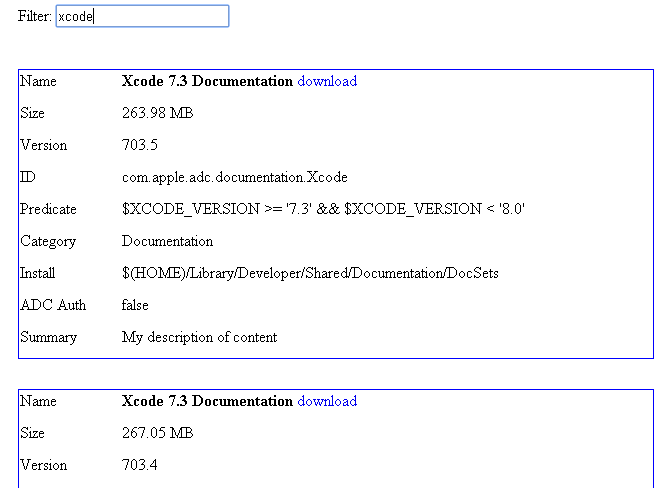 Filter: xcode
Name Xcode 7.3 Documentation download
Size 263.98 MB
Version 703.5
ID com.apple.adc.documentation.Xcode
Predicate $XCODE_VERSION >= '7.3' && $XCODE_VERSION < '8.0'
Category Documentation
Install $(HOME)/Library/Developer/Shared/Documentation/DocSets
ADC Auth false
Summary My description of content
Name Xcode 7.3 Documentation download
Size 267.05 MB
Version 703.4